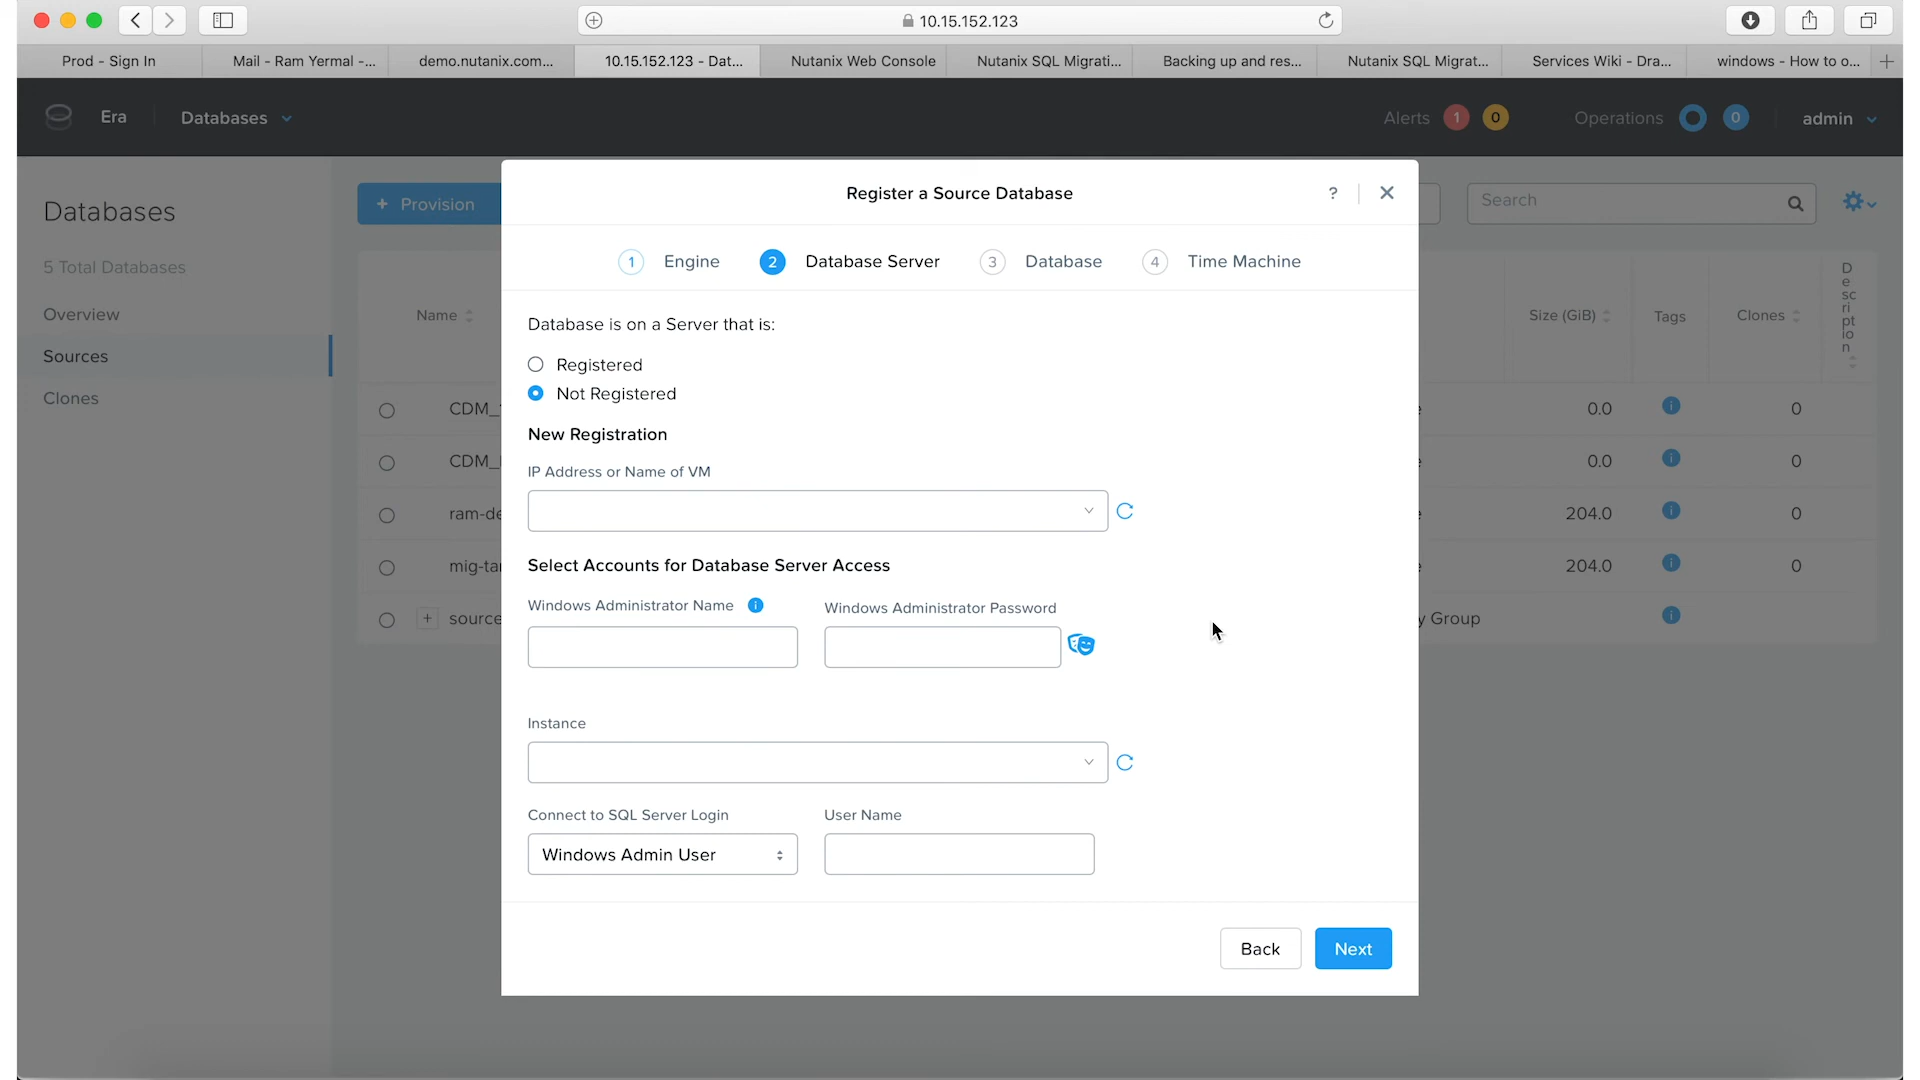 10.15.152.123
Prod - Sign In
Mail - Ram Yermal -...
demo.nutanix.com...
10.15.152.123 - Dat...
Nutanix Web Console
Nutanix SQL Migrati...
Backing up and res...
Nutanix SQL Migrat...
Services Wiki - Dra...
windows - How to o...
Era
Databases
Alerts 1 0
Operations 0
admin
Databases
5 Total Databases
Overview
Sources
Clones
+ Provision
Search
Name
Size (GiB)
Tags
Clones
Description
CDM_
0.0
0
CDM_
0.0
0
ram-de
204.0
0
mig-tar
204.0
0
+ source
y Group
Register a Source Database
?
1 Engine
2 Database Server
3 Database
4 Time Machine
Database is on a Server that is:
Registered
Not Registered
New Registration
IP Address or Name of VM
Select Accounts for Database Server Access
Windows Administrator Name
Windows Administrator Password
Instance
Connect to SQL Server Login
User Name
Windows Admin User
Back
Next